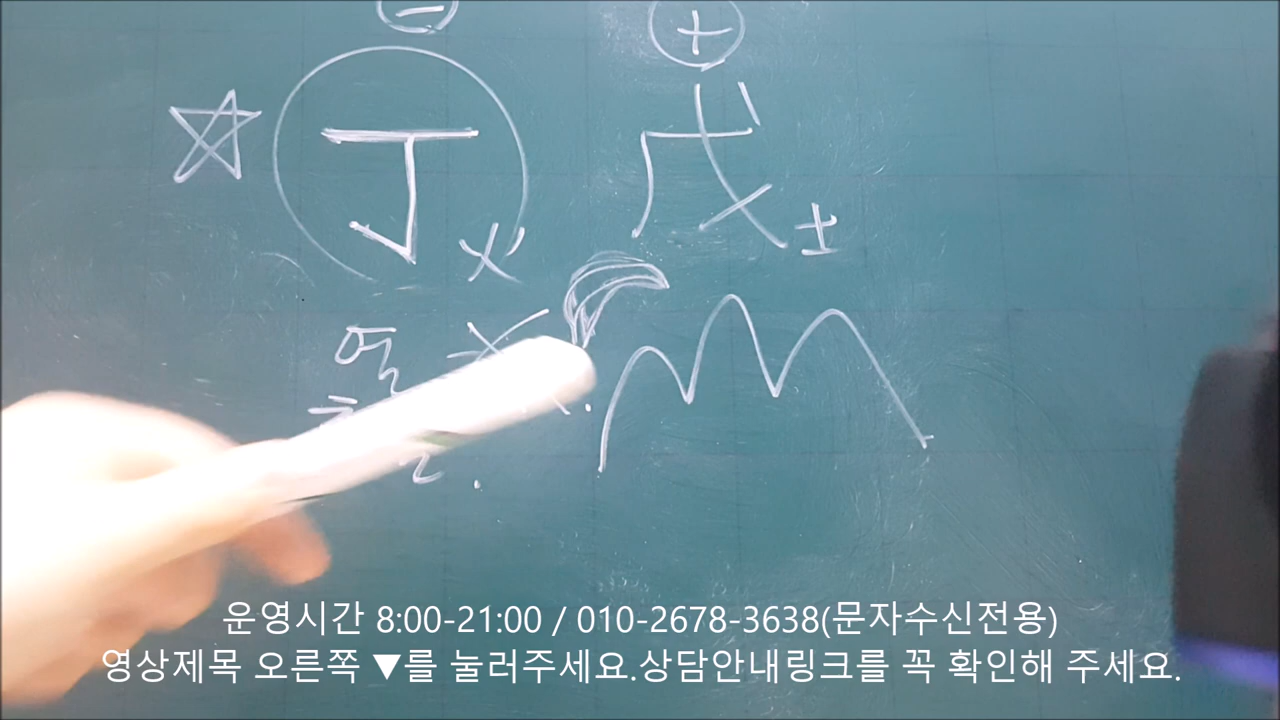 − +
丁 戊
±
열
운영시간 8:00-21:00 / 010-2678-3638(문자수신전용)
영상제목 오른쪽 ▼를 눌러주세요.상담안내링크를 꼭 확인해 주세요.